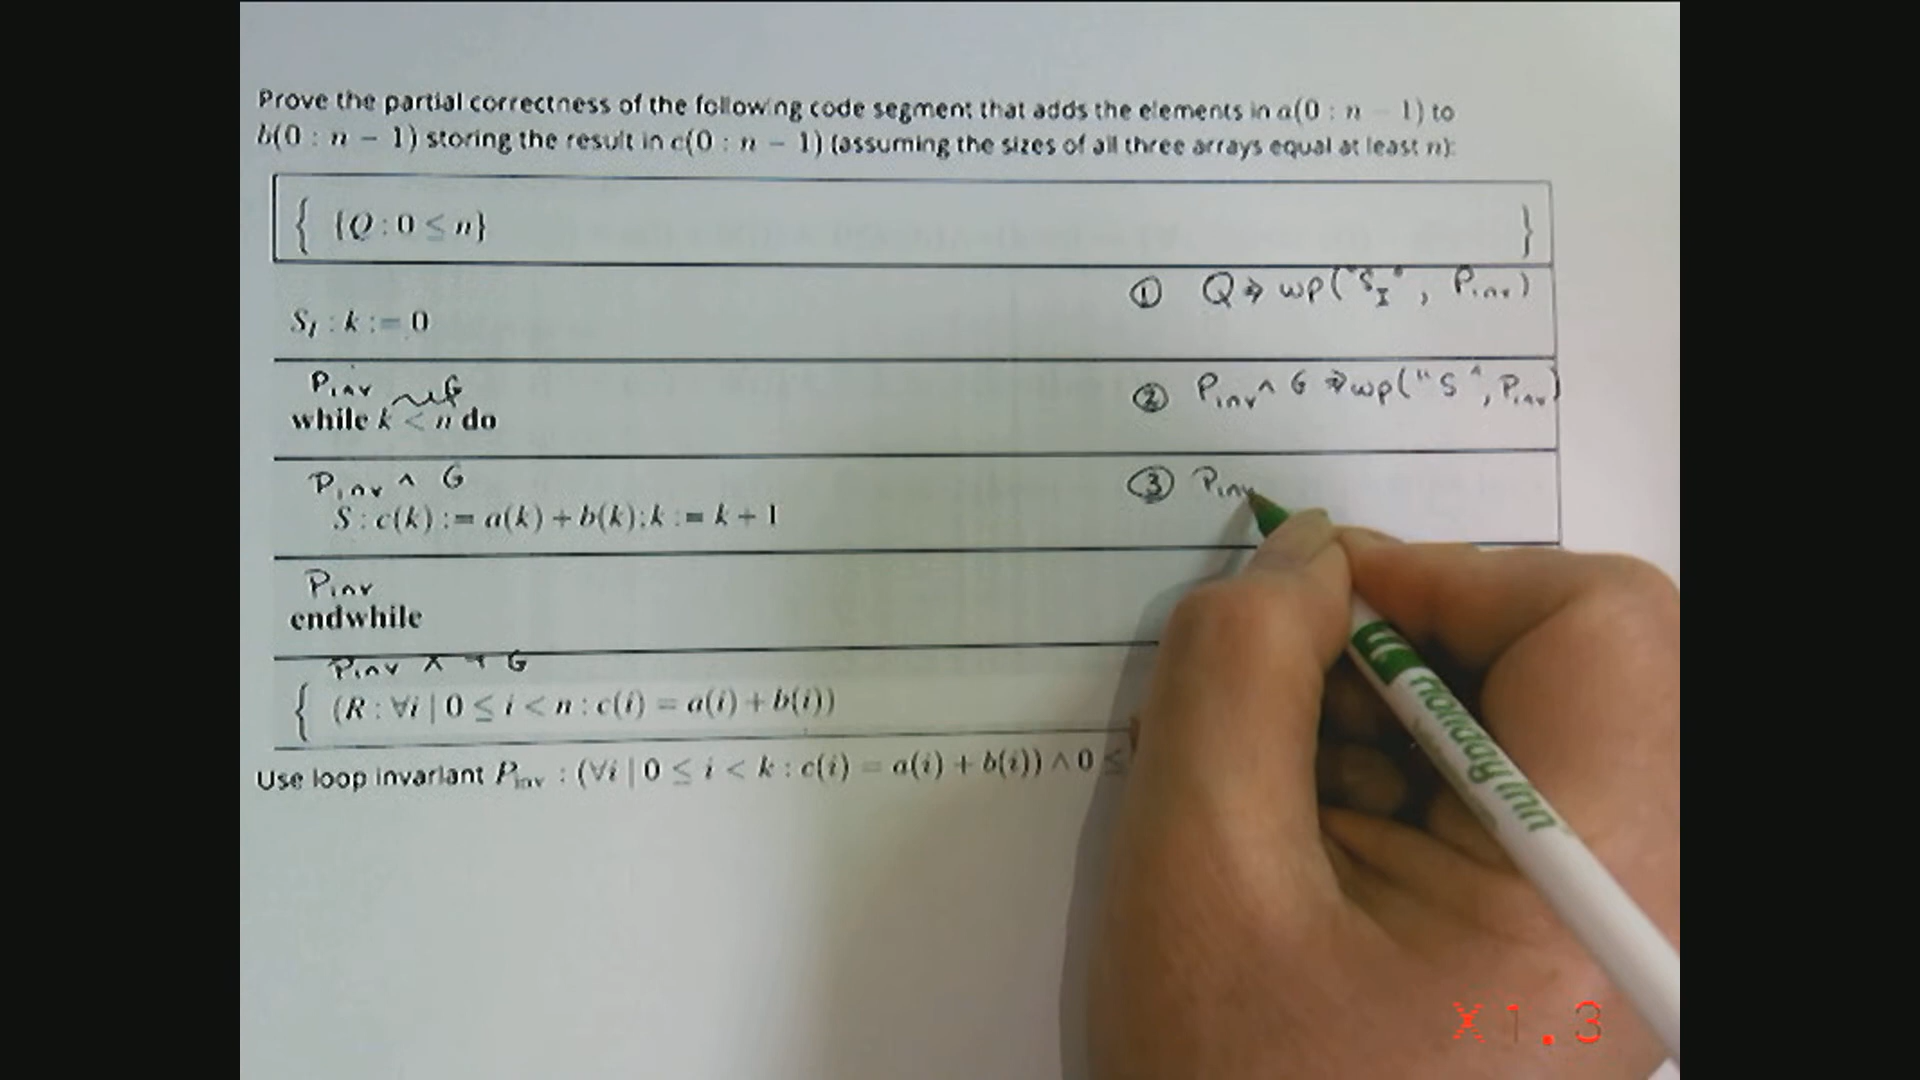 Prove the partial correctness of the following code segment that adds the elements in a(0 : n − 1) to
b(0 : n − 1) storing the result in c(0 : n − 1) (assuming the sizes of all three arrays equal at least n):
{ {Q : 0 ≤ n} }
① Q ⇒ wp("S_I", P_inv)
S_I : k := 0
P_inv G
② P_inv ∧ G ⇒ wp("S", P_inv)
while k < n do
P_inv ∧ G
③ P_inv
S : c(k) := a(k) + b(k); k := k + 1
P_inv
endwhile
P_inv ∧ ¬ G
{ (R : ∀i | 0 ≤ i < n : c(i) = a(i) + b(i))
Use loop invariant P_inv : (∀i | 0 ≤ i < k : c(i) = a(i) + b(i)) ∧ 0 ≤
Holiday Inn
X1.3